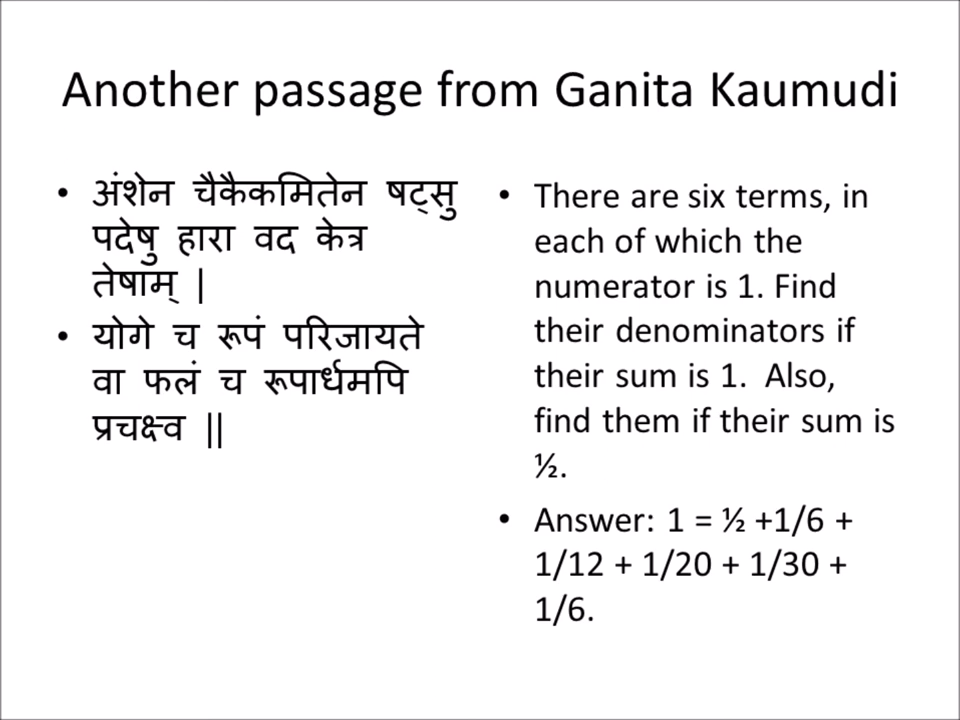 Another passage from Ganita Kaumudi
• अंशेन चैकैकमितेन षट्सु
पदेषु हारा वद केत्र
तेषाम् |
• योगे च रूपं परिजायते
वा फलं च रूपार्धमपि
प्रचक्ष्व ||
• There are six terms, in
each of which the
numerator is 1. Find
their denominators if
their sum is 1. Also,
find them if their sum is
½.
• Answer: 1 = ½ +1/6 +
1/12 + 1/20 + 1/30 +
1/6.